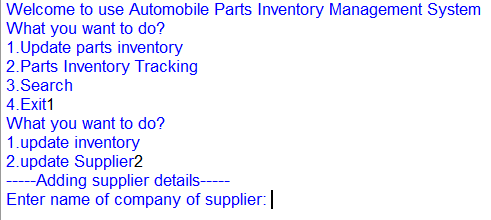 Welcome to use Automobile Parts Inventory Management System
What you want to do?
1.Update parts inventory
2.Parts Inventory Tracking
3.Search
4.Exit1
What you want to do?
1.update inventory
2.update Supplier2
-----Adding supplier details-----
Enter name of company of supplier: